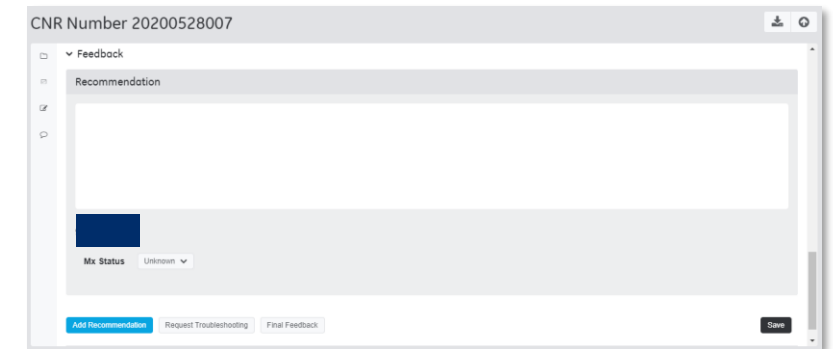 CNR Number 20200528007
Feedback
Recommendation
Mx Status Unknown
Add Recommendation Request Troubleshooting Final Feedback Save